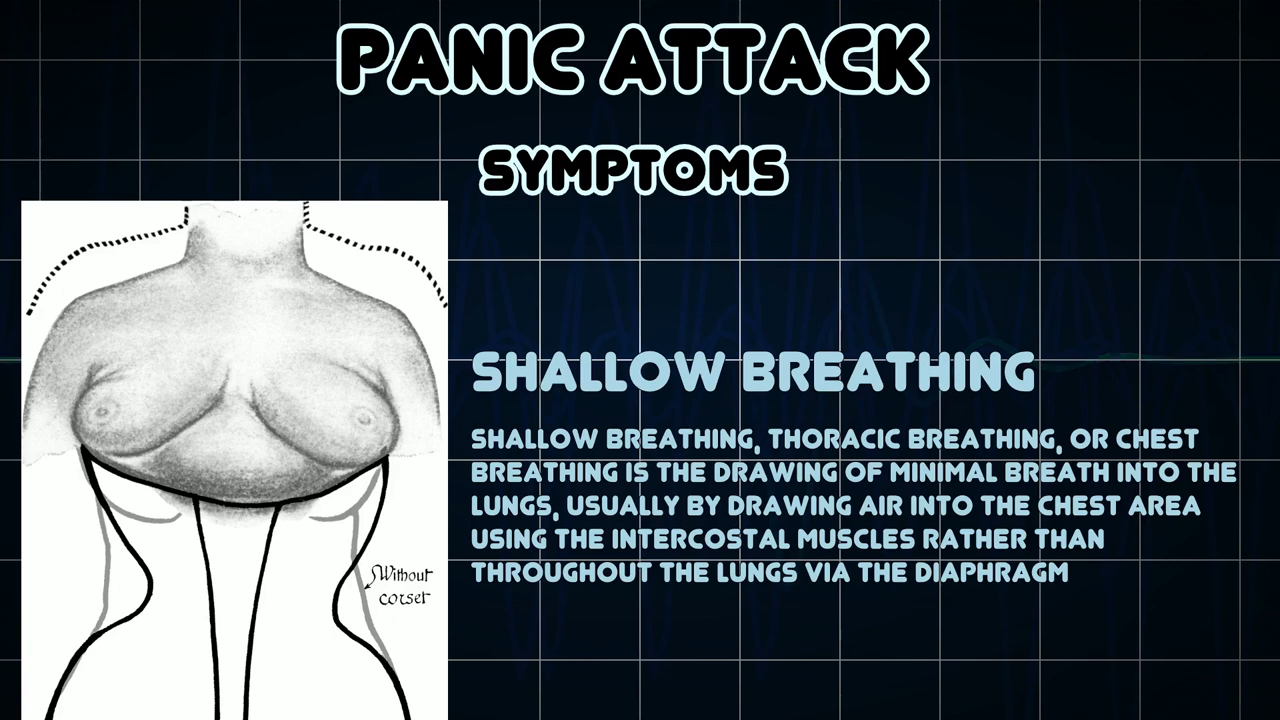 PANIC ATTACK
SYMPTOMS
SHALLOW BREATHING
SHALLOW BREATHING, THORACIC BREATHING, OR CHEST
BREATHING IS THE DRAWING OF MINIMAL BREATH INTO THE
LUNGS, USUALLY BY DRAWING AIR INTO THE CHEST AREA
USING THE INTERCOSTAL MUSCLES RATHER THAN
THROUGHOUT THE LUNGS VIA THE DIAPHRAGM
Without
corset